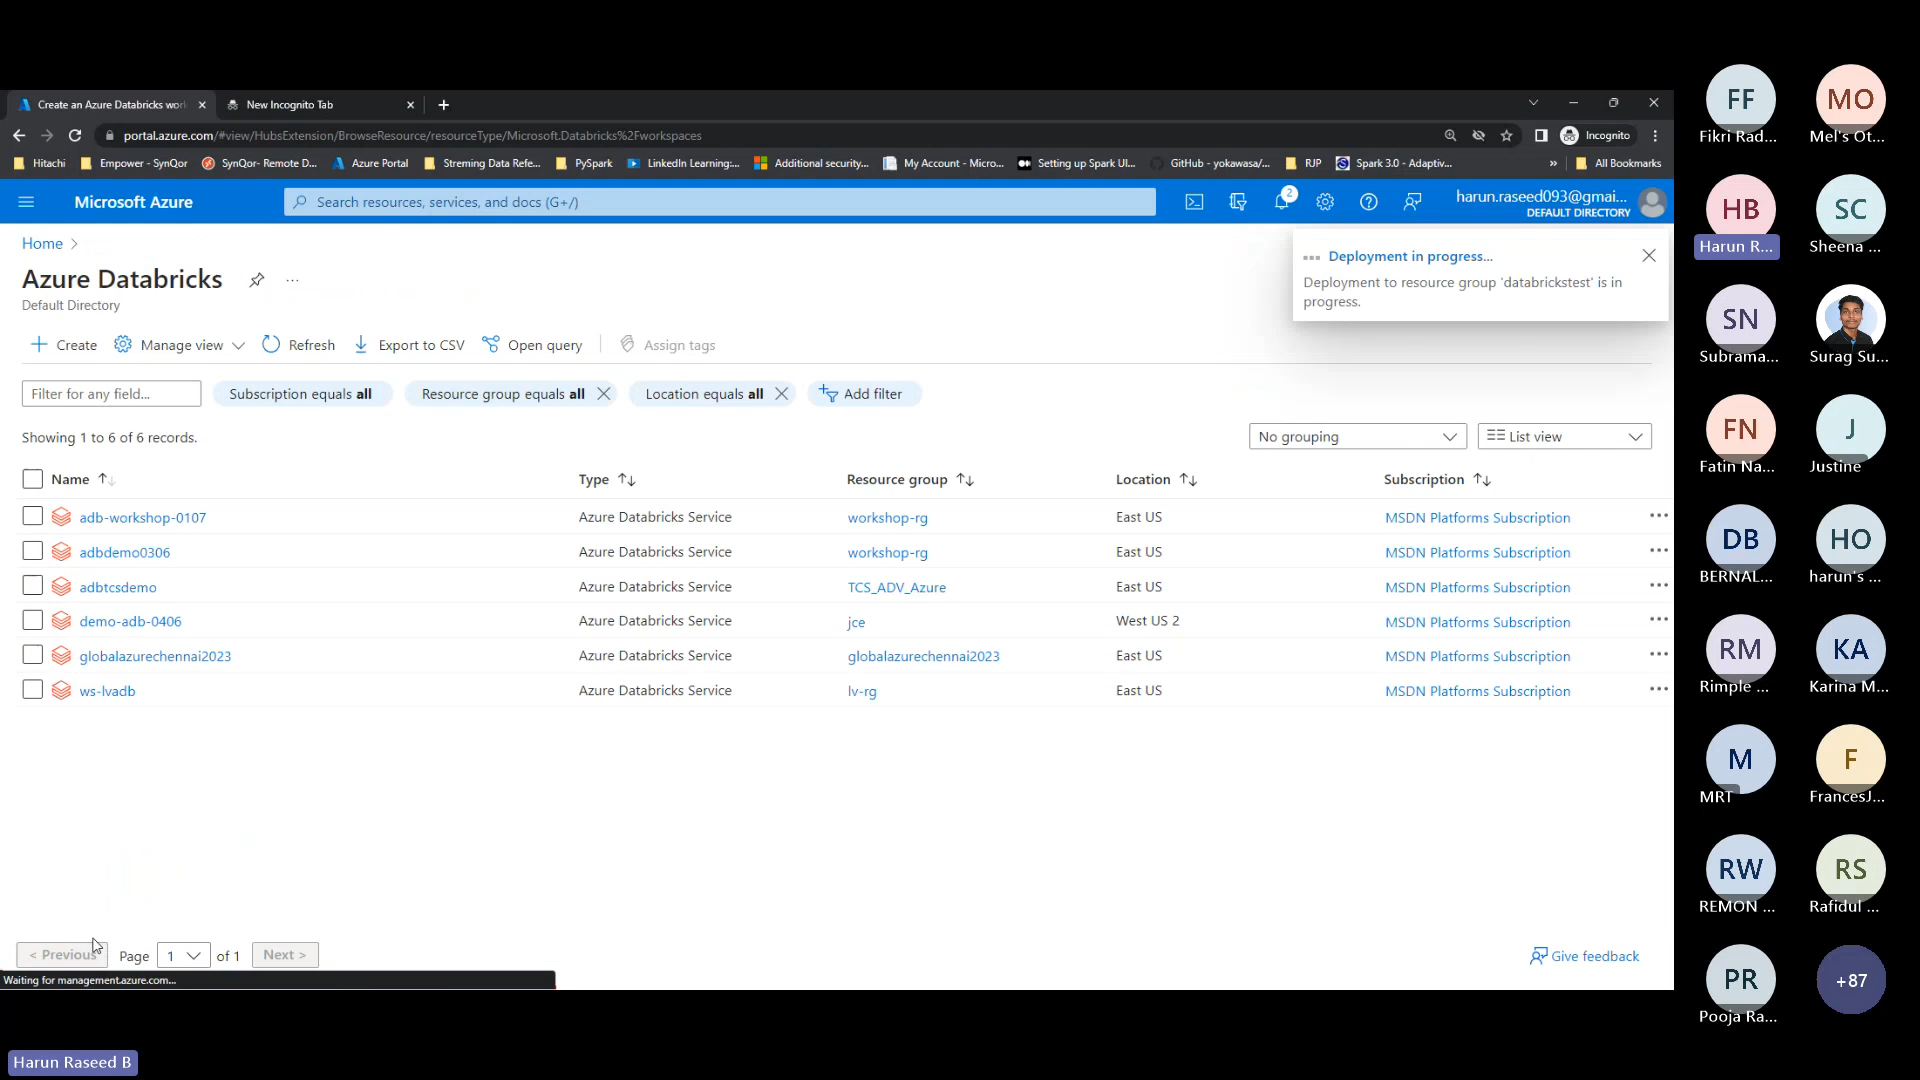 Create an Azure Databricks wor
New Incognito Tab
portal.azure.com/#view/HubsExtension/BrowseResource/resourceType/Microsoft.Databricks%2Fworkspaces
Incognito
Hitachi
Empower - SynQor
SynQor- Remote D...
Azure Portal
Streming Data Refe...
PySpark
LinkedIn Learning:...
Additional security...
My Account - Micro...
Setting up Spark UI...
GitHub - yokawasa/...
RJP
Spark 3.0 - Adaptiv...
»
All Bookmarks
Microsoft Azure
Search resources, services, and docs (G+/)
2
harun.raseed093@gmai...
DEFAULT DIRECTORY
Home >
Azure Databricks
...
Default Directory
Deployment in progress...
Deployment to resource group 'databrickstest' is in
progress.
+ Create
Manage view
Refresh
Export to CSV
Open query
Assign tags
Filter for any field...
Subscription equals all
Resource group equals all
Location equals all
Add filter
Showing 1 to 6 of 6 records.
No grouping
List view
Name
Type
Resource group
Location
Subscription
adb-workshop-0107 Azure Databricks Service workshop-rg East US MSDN Platforms Subscription ...
adbdemo0306 Azure Databricks Service workshop-rg East US MSDN Platforms Subscription ...
adbtcsdemo Azure Databricks Service TCS_ADV_Azure East US MSDN Platforms Subscription ...
demo-adb-0406 Azure Databricks Service jce West US 2 MSDN Platforms Subscription ...
globalazurechennai2023 Azure Databricks Service globalazurechennai2023 East US MSDN Platforms Subscription ...
ws-lvadb Azure Databricks Service lv-rg East US MSDN Platforms Subscription ...
< Previous
Page 1 of 1
Next >
Give feedback
Waiting for management.azure.com...
Harun Raseed B
FF
Fikri Rad...
MO
Mel's Ot...
HB
Harun R...
SC
Sheena ...
SN
Subrama...
Surag Su...
FN
Fatin Na...
J
Justine
DB
BERNAL...
HO
harun's ...
RM
Rimple ...
KA
Karina M...
M
MRT
F
FrancesJ...
RW
REMON ...
RS
Rafidul ...
PR
Pooja Ra...
+87